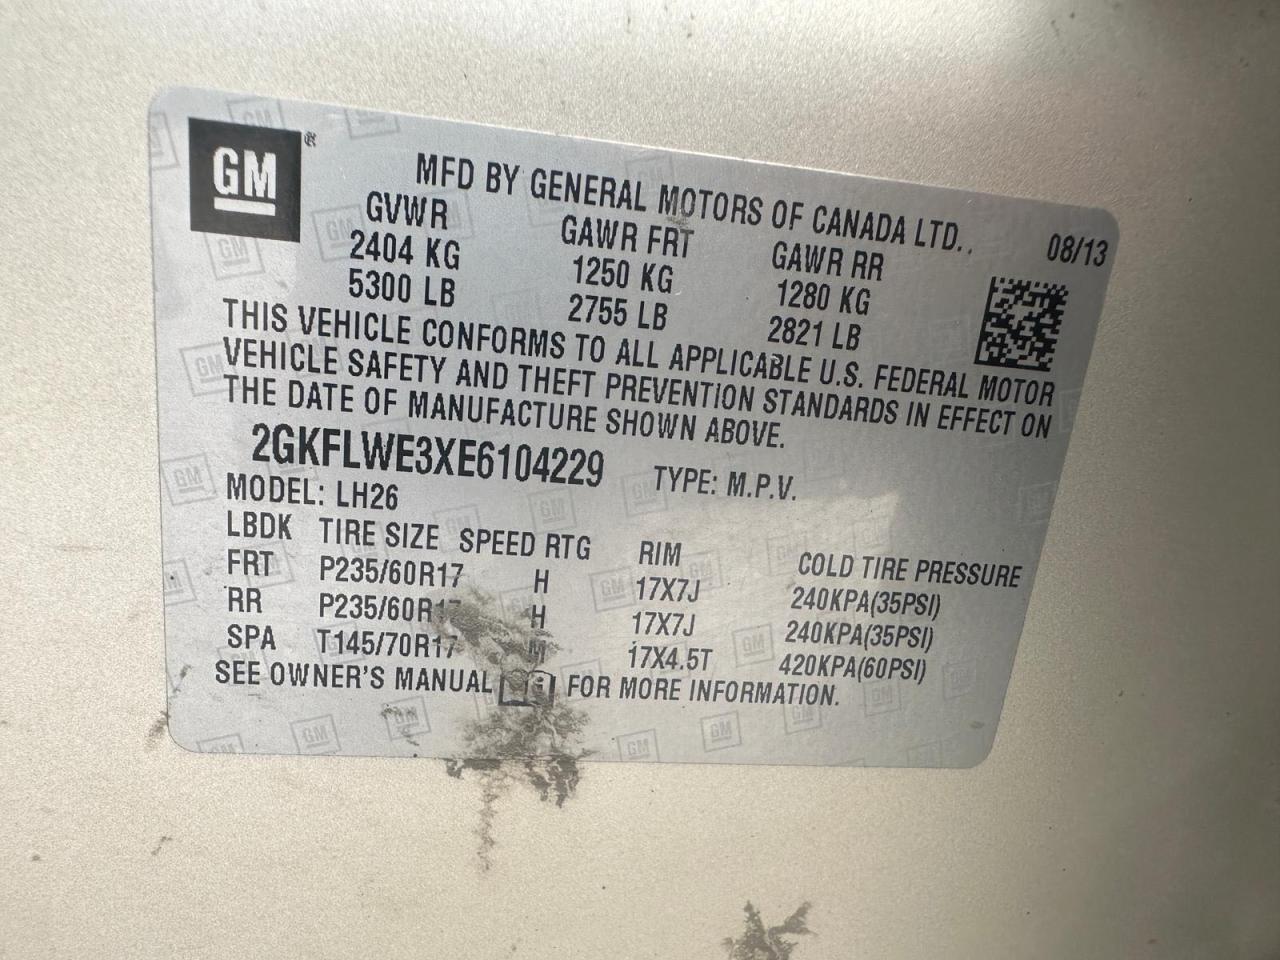 GM ®
MFD BY GENERAL MOTORS OF CANADA LTD..
08/13
GVWR GAWR FRT GAWR RR
2404 KG 1250 KG 1280 KG
5300 LB 2755 LB 2821 LB
THIS VEHICLE CONFORMS TO ALL APPLICABLE U.S. FEDERAL MOTOR
VEHICLE SAFETY AND THEFT PREVENTION STANDARDS IN EFFECT ON
THE DATE OF MANUFACTURE SHOWN ABOVE.
2GKFLWE3XE6104229 TYPE: M.P.V.
MODEL: LH26
LBDK TIRE SIZE SPEED RTG RIM COLD TIRE PRESSURE
FRT P235/60R17 H 17X7J 240KPA(35PSI)
RR P235/60R17 H 17X7J 240KPA(35PSI)
SPA T145/70R17 M 17X4.5T 420KPA(60PSI)
SEE OWNER'S MANUAL FOR MORE INFORMATION.